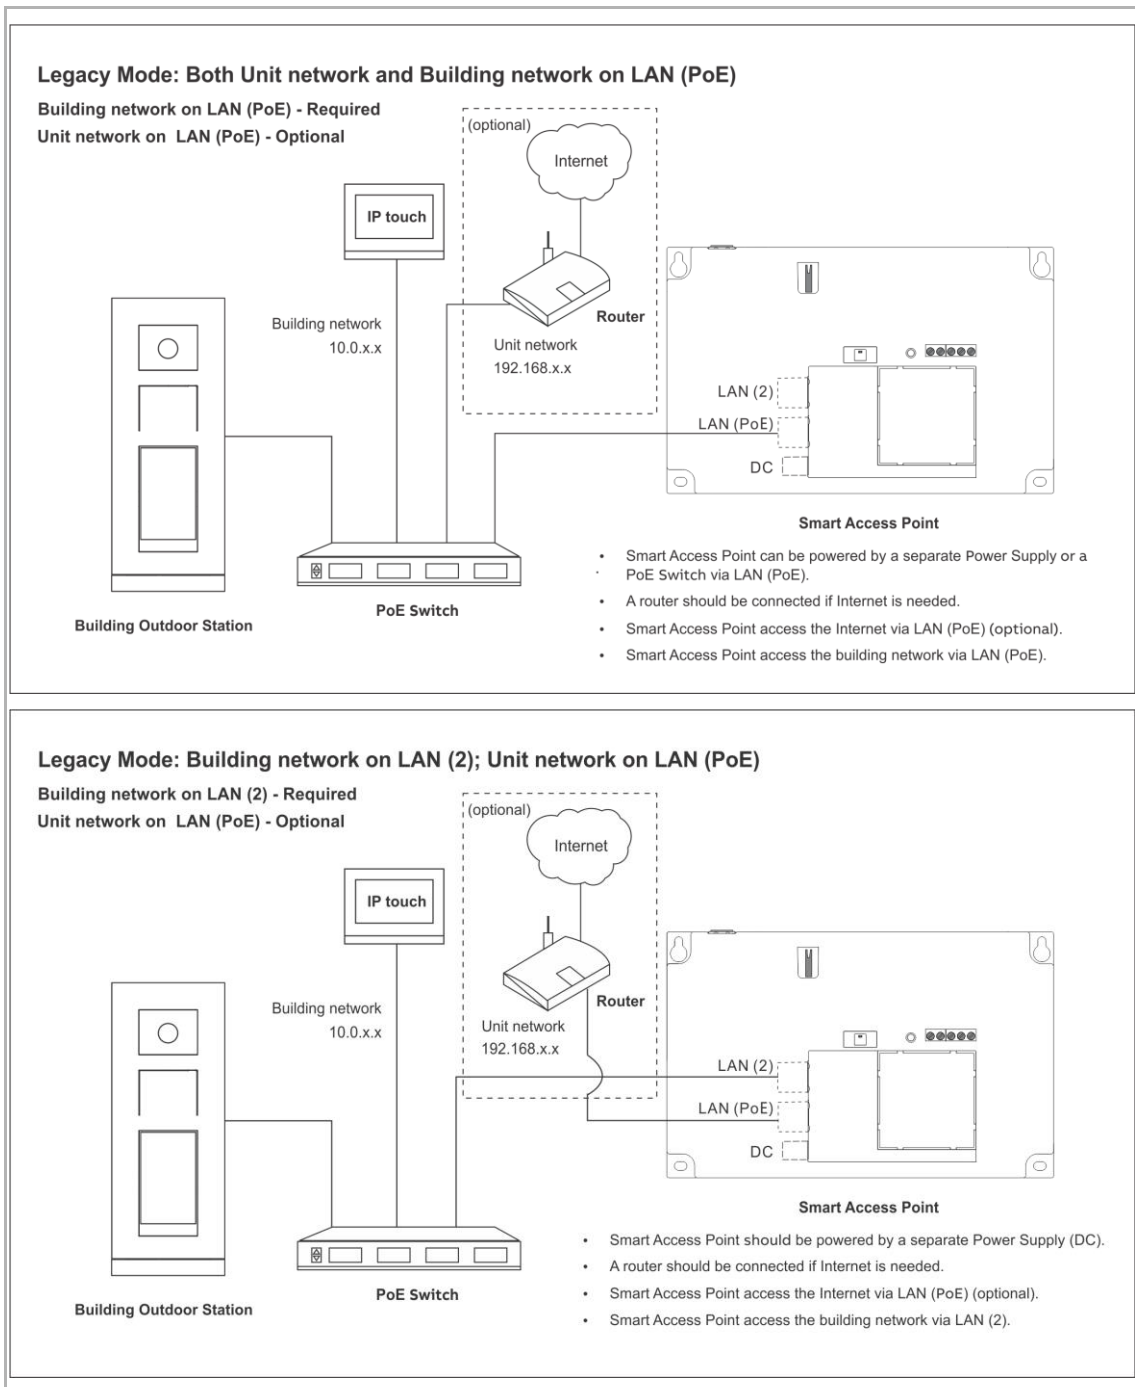 Legacy Mode: Both Unit network and Building network on LAN (PoE)
Building network on LAN (PoE) - Required
Unit network on LAN (PoE) - Optional
(optional)
Internet
IP touch
Router
Building network
10.0.x.x
Unit network
192.168.x.x
LAN (2)
LAN (PoE)
DC
Smart Access Point
PoE Switch
Building Outdoor Station
• Smart Access Point can be powered by a separate Power Supply or a
PoE Switch via LAN (PoE).
• A router should be connected if Internet is needed.
• Smart Access Point access the Internet via LAN (PoE) (optional).
• Smart Access Point access the building network via LAN (PoE).
Legacy Mode: Building network on LAN (2); Unit network on LAN (PoE)
Building network on LAN (2) - Required
Unit network on LAN (PoE) - Optional
(optional)
Internet
IP touch
Router
Building network
10.0.x.x
Unit network
192.168.x.x
LAN (2)
LAN (PoE)
DC
Smart Access Point
PoE Switch
Building Outdoor Station
• Smart Access Point should be powered by a separate Power Supply (DC).
• A router should be connected if Internet is needed.
• Smart Access Point access the Internet via LAN (PoE) (optional).
• Smart Access Point access the building network via LAN (2).